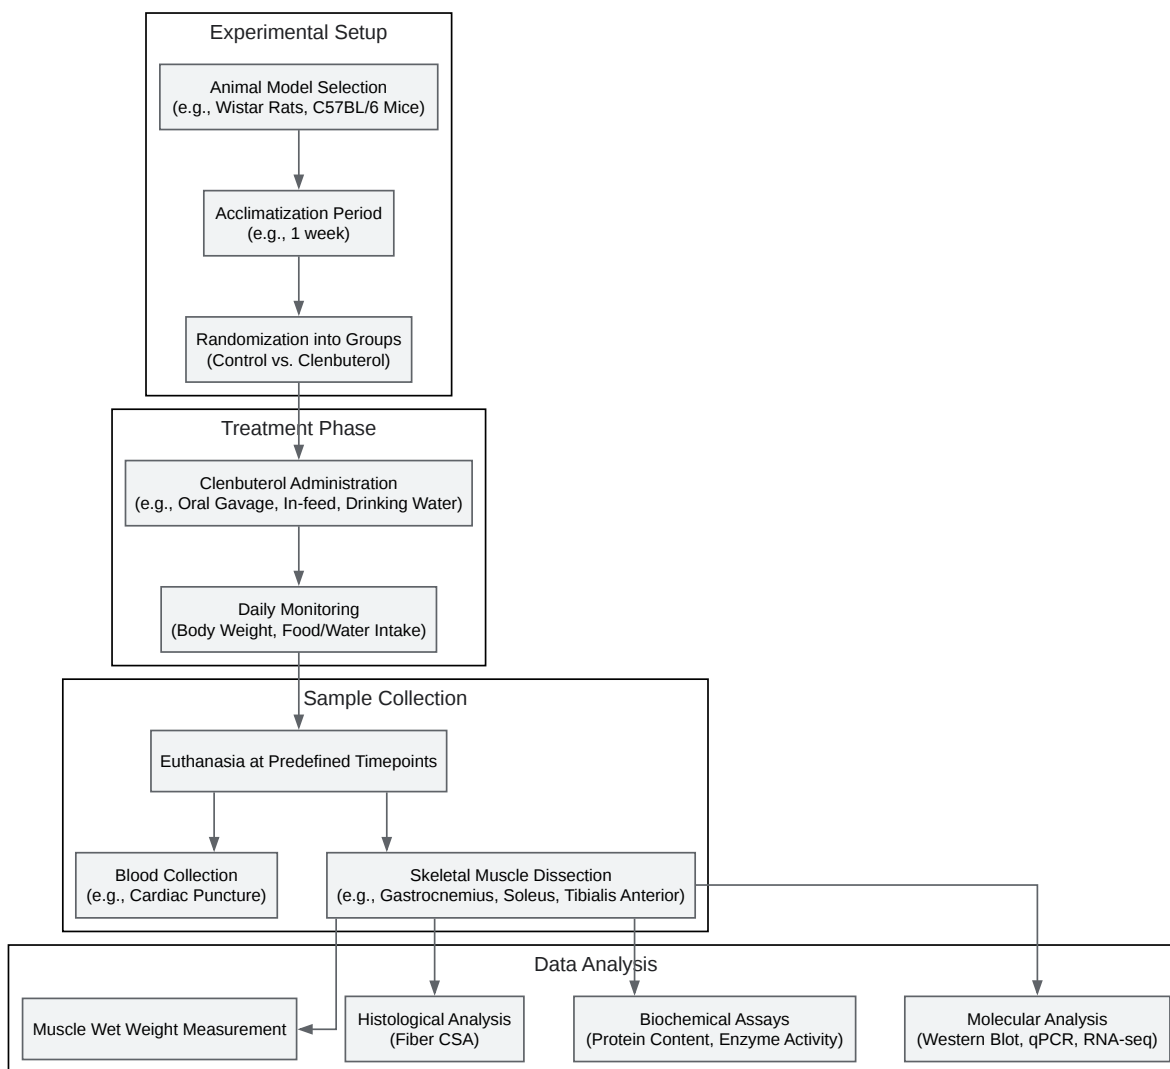 Experimental Setup
Animal Model Selection
(e.g., Wistar Rats, C57BL/6 Mice)
Acclimatization Period
(e.g., 1 week)
Randomization into Groups
(Control vs. Clenbuterol)
Treatment Phase
Clenbuterol Administration
(e.g., Oral Gavage, In-feed, Drinking Water)
Daily Monitoring
(Body Weight, Food/Water Intake)
Sample Collection
Euthanasia at Predefined Timepoints
Blood Collection
(e.g., Cardiac Puncture)
Skeletal Muscle Dissection
(e.g., Gastrocnemius, Soleus, Tibialis Anterior)
Data Analysis
Muscle Wet Weight Measurement
Histological Analysis
(Fiber CSA)
Biochemical Assays
(Protein Content, Enzyme Activity)
Molecular Analysis
(Western Blot, qPCR, RNA-seq)